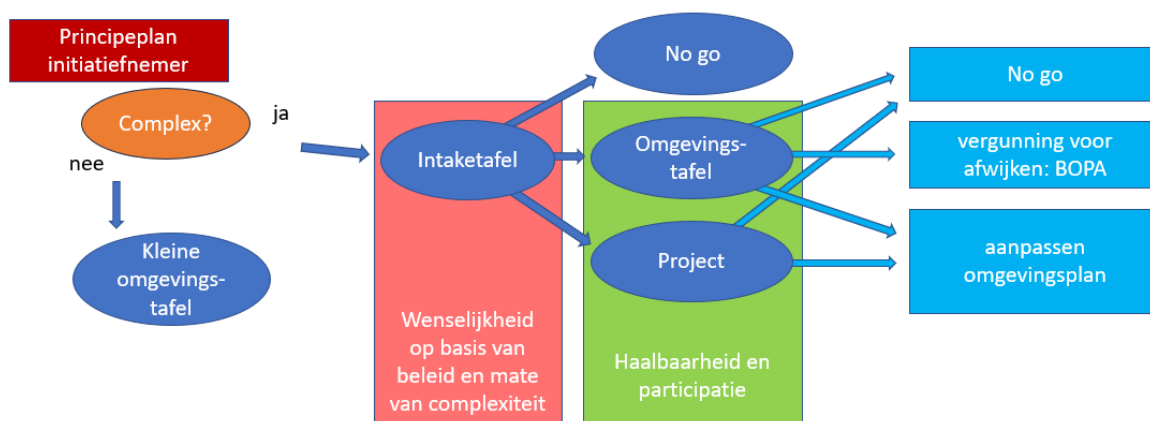 Principeplan
initiatiefnemer
Complex?
ja
nee
Kleine
omgevings-
tafel
Intaketafel
Wenselijkheid
op basis van
beleid en mate
van complexiteit
No go
Omgevings-
tafel
Project
Haalbaarheid en
participatie
No go
vergunning voor
afwijken: BOPA
aanpassen
omgevingsplan